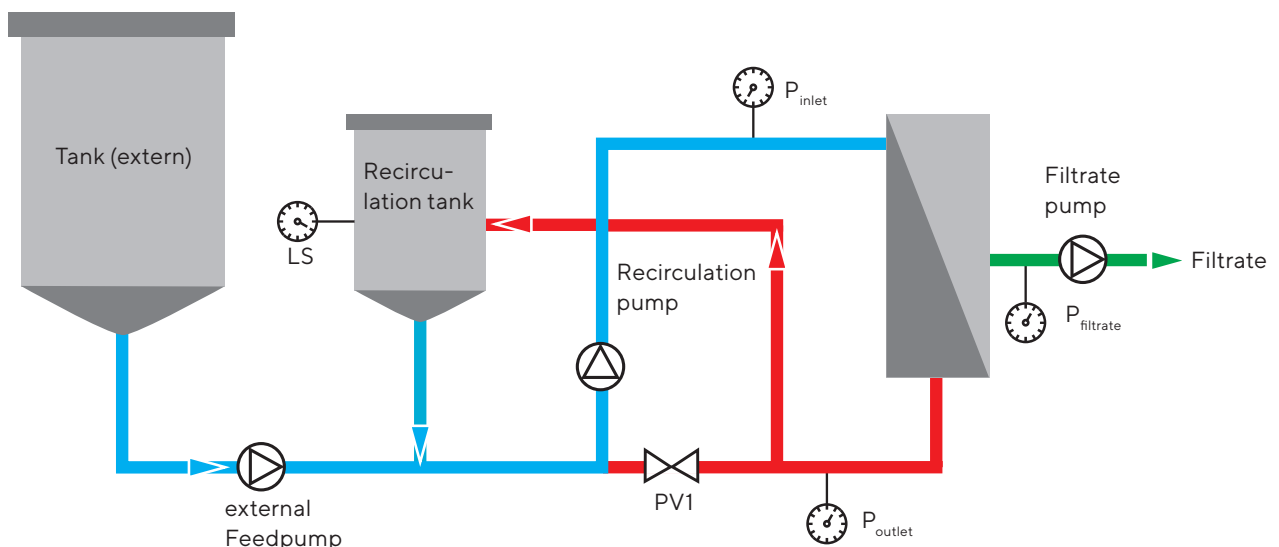 Tank (extern)
Recircu-
lation tank
LS
P inlet
Recirculation
pump
Filtrate
pump
Filtrate
P filtrate
external
Feedpump
PV1
P outlet